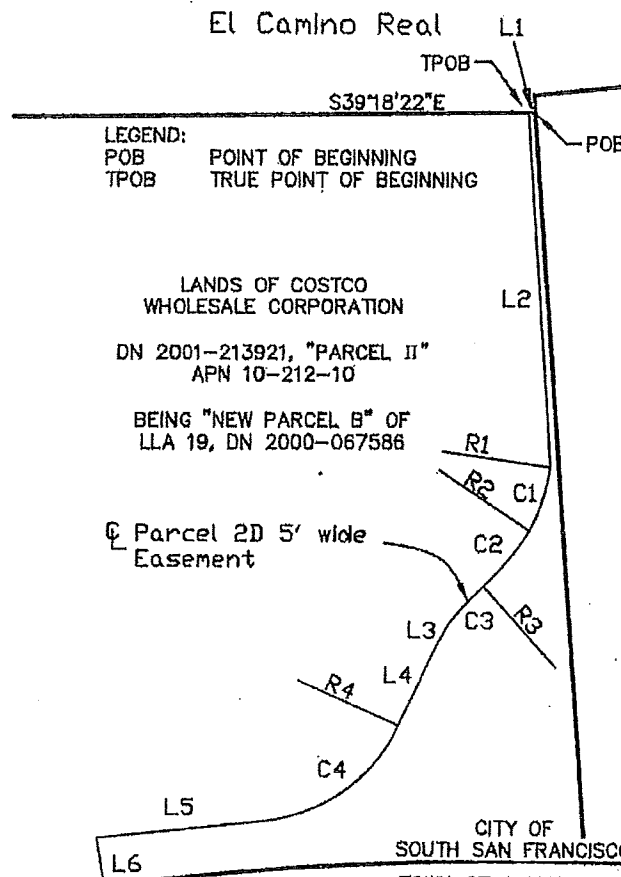 El Camino Real
L1
TPOB
S39°18'22"E
POB
LEGEND:
POB POINT OF BEGINNING
TPOB TRUE POINT OF BEGINNING
LANDS OF COSTCO
WHOLESALE CORPORATION
L2
DN 2001-213921, "PARCEL II"
APN 10-212-10
BEING "NEW PARCEL B" OF
LLA 19, DN 2000-067586
R1
R2
C1
C2
℄ Parcel 2D 5' wide
Easement
C3
R3
L3
L4
R4
C4
L5
CITY OF
SOUTH SAN FRANCISCO
L6